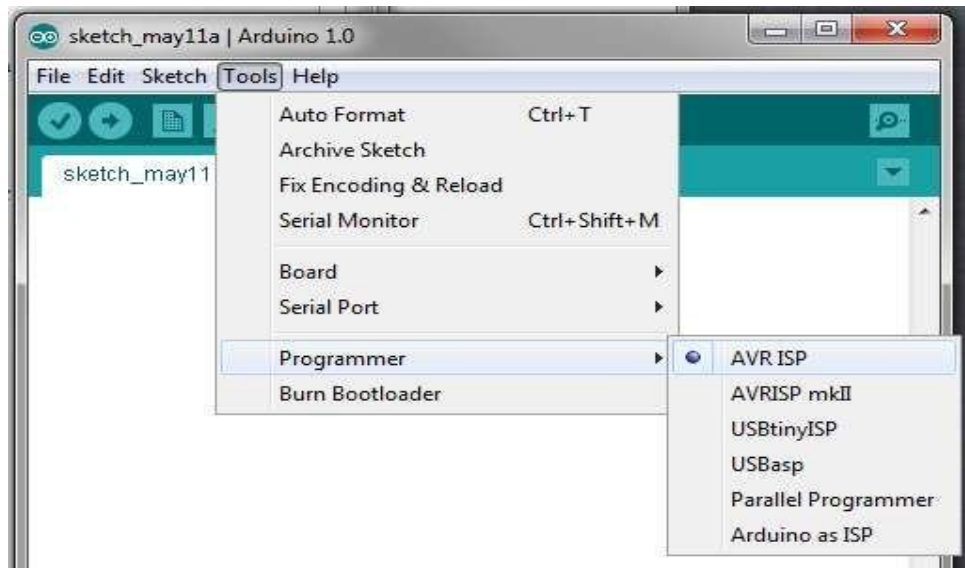 sketch_may11a | Arduino 1.0
File Edit Sketch Tools Help
sketch_may11
Auto Format Ctrl+T
Archive Sketch
Fix Encoding & Reload
Serial Monitor Ctrl+Shift+M
Board
Serial Port
Programmer
Burn Bootloader
AVR ISP
AVRISP mkII
USBtinyISP
USBasp
Parallel Programmer
Arduino as ISP